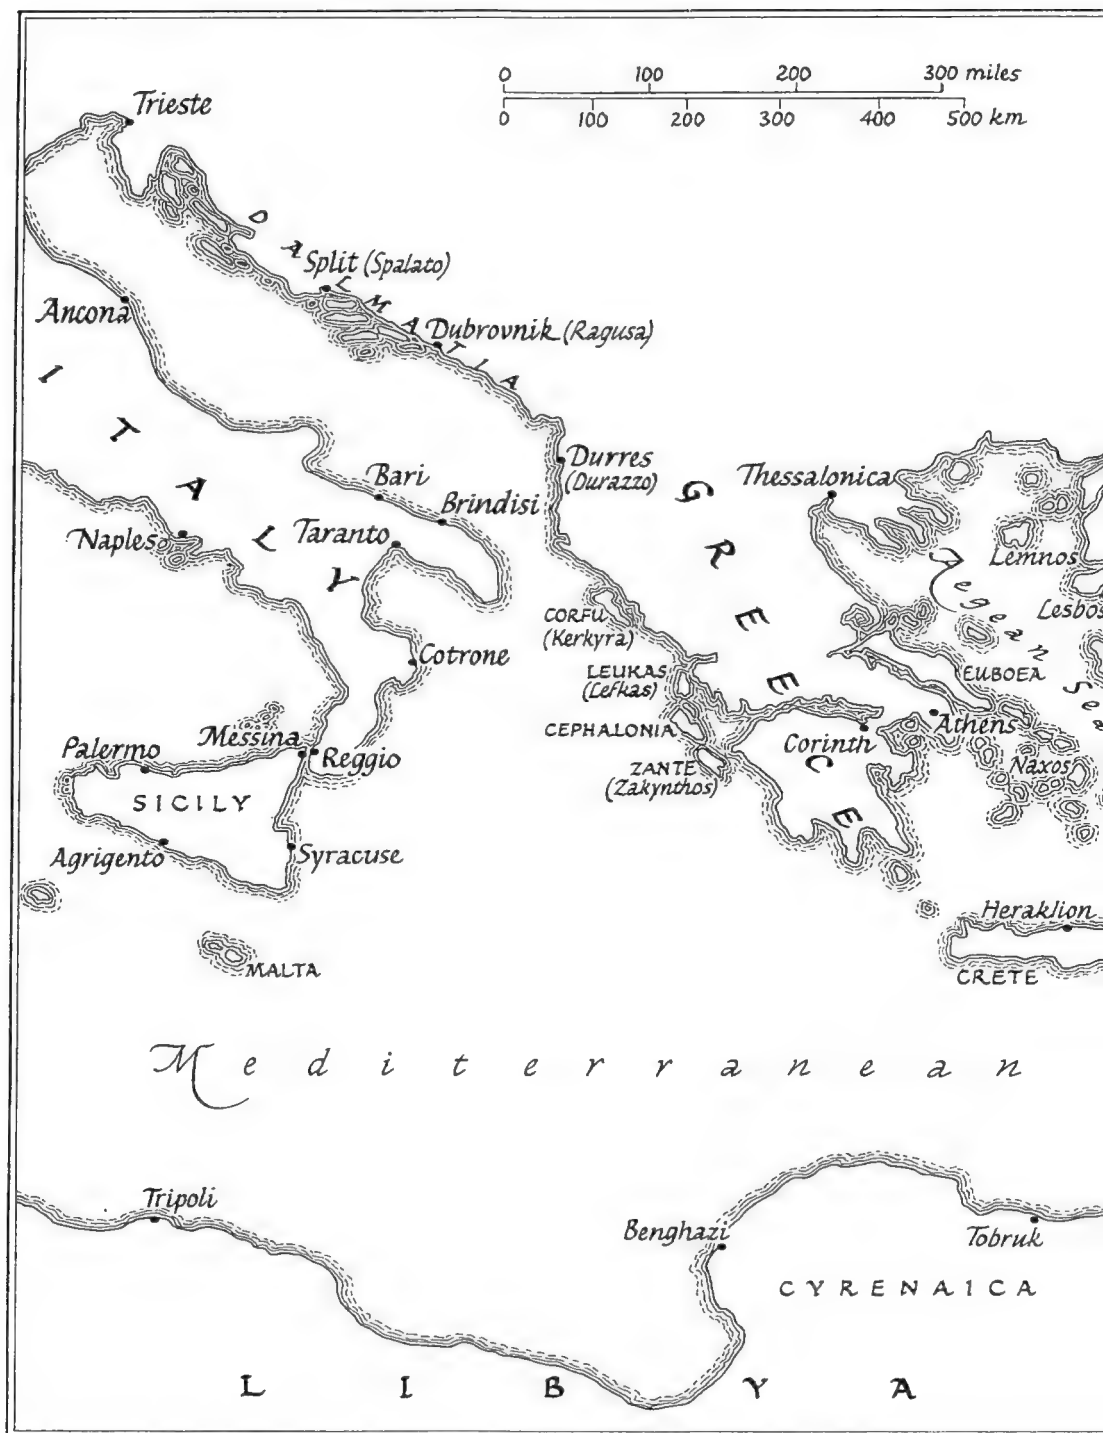 0 100 200 300 miles
0 100 200 300 400 500 km
Trieste
DALMATIA
Split (Spalato)
Ancona
Dubrovnik (Ragusa)
ITALY
Durres
(Durazzo)
GREECE
Thessalonica
Bari
Brindisi
Naples
Taranto
Lemnos
Aegean Sea
Lesbos
CORFU
(Kerkyra)
Cotrone
LEUKAS
(Lefkas)
EUBOEA
CEPHALONIA
Athens
Messina
Reggio
Corinth
Palermo
ZANTE
(Zakynthos)
Naxos
SICILY
Agrigento
Syracuse
Heraklion
MALTA
CRETE
Mediterranean
Tripoli
Benghazi
Tobruk
CYRENAICA
LIBYA